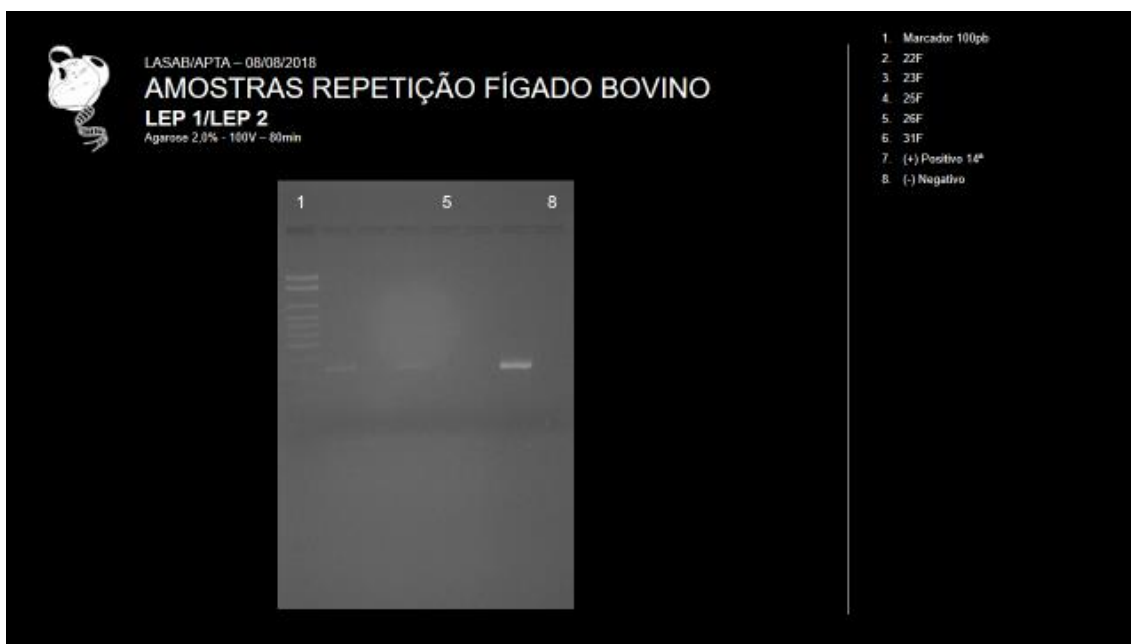 LASAB/APTA – 08/08/2018
AMOSTRAS REPETIÇÃO FÍGADO BOVINO
LEP 1/LEP 2
Agarose 2,0% - 100V – 80min
1 5 8
1. Marcador 100pb
2. 22F
3. 23F
4. 25F
5. 26F
6. 31F
7. (+) Positivo 14ª
8. (-) Negativo